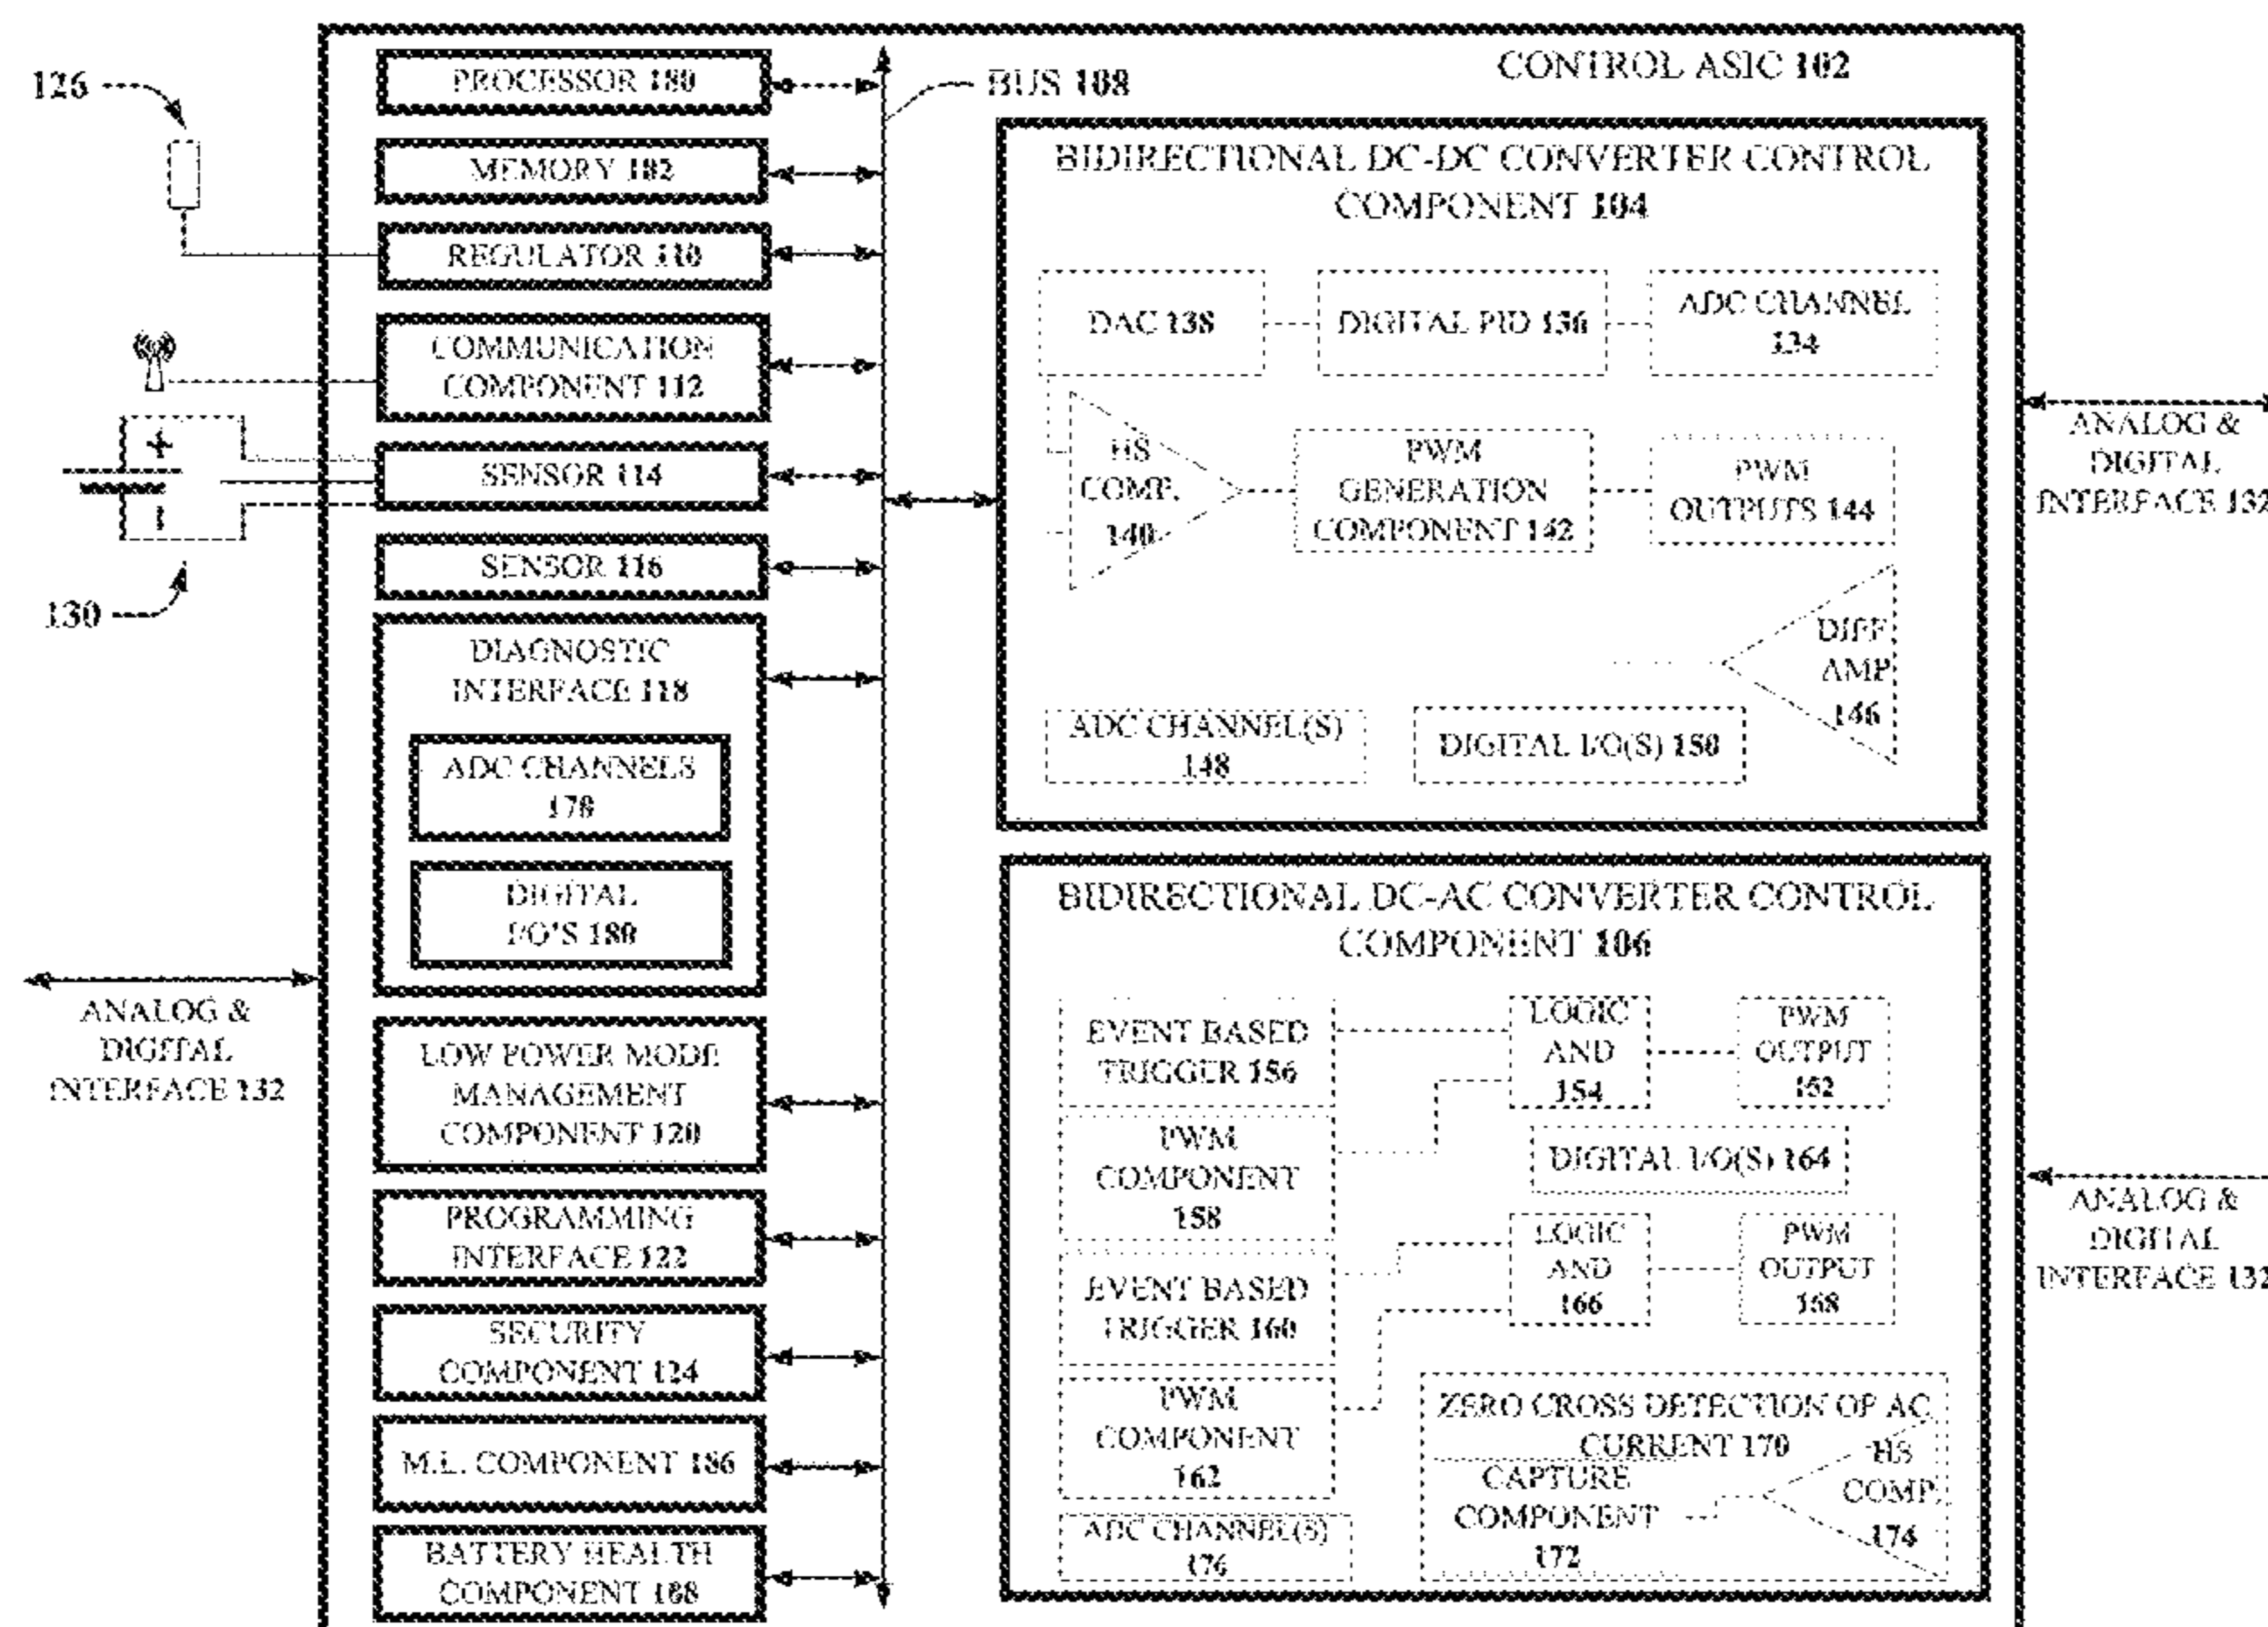 126
PROCESSOR 180
BUS 108
CONTROL ASIC 102
MEMORY 182
REGULATOR 110
COMMUNICATION
COMPONENT 112
+
SENSOR 114
−
SENSOR 116
130
DIAGNOSTIC
INTERFACE 118
ADC CHANNELS
178
DIGITAL
I/O'S 180
ANALOG &
DIGITAL
INTERFACE 132
LOW POWER MODE
MANAGEMENT
COMPONENT 120
PROGRAMMING
INTERFACE 122
SECURITY
COMPONENT 124
M.L. COMPONENT 186
BATTERY HEALTH
COMPONENT 188
BIDIRECTIONAL DC-DC CONVERTER CONTROL
COMPONENT 104
DAC 138
DIGITAL PID 136
ADC CHANNEL
134
HS
COMP.
140
PWM
GENERATION
COMPONENT 142
PWM
OUTPUTS 144
DIFF
AMP
146
ADC CHANNEL(S)
148
DIGITAL I/O(S) 150
ANALOG &
DIGITAL
INTERFACE 132
BIDIRECTIONAL DC-AC CONVERTER CONTROL
COMPONENT 106
EVENT BASED
TRIGGER 156
LOGIC
AND
154
PWM
OUTPUT
152
PWM
COMPONENT
158
DIGITAL I/O(S) 164
EVENT BASED
TRIGGER 160
LOGIC
AND
166
PWM
OUTPUT
168
PWM
COMPONENT
162
ZERO CROSS DETECTION OF AC
CURRENT 170
CAPTURE
COMPONENT
172
HS
COMP.
174
ADC CHANNEL(S)
176
ANALOG &
DIGITAL
INTERFACE 132